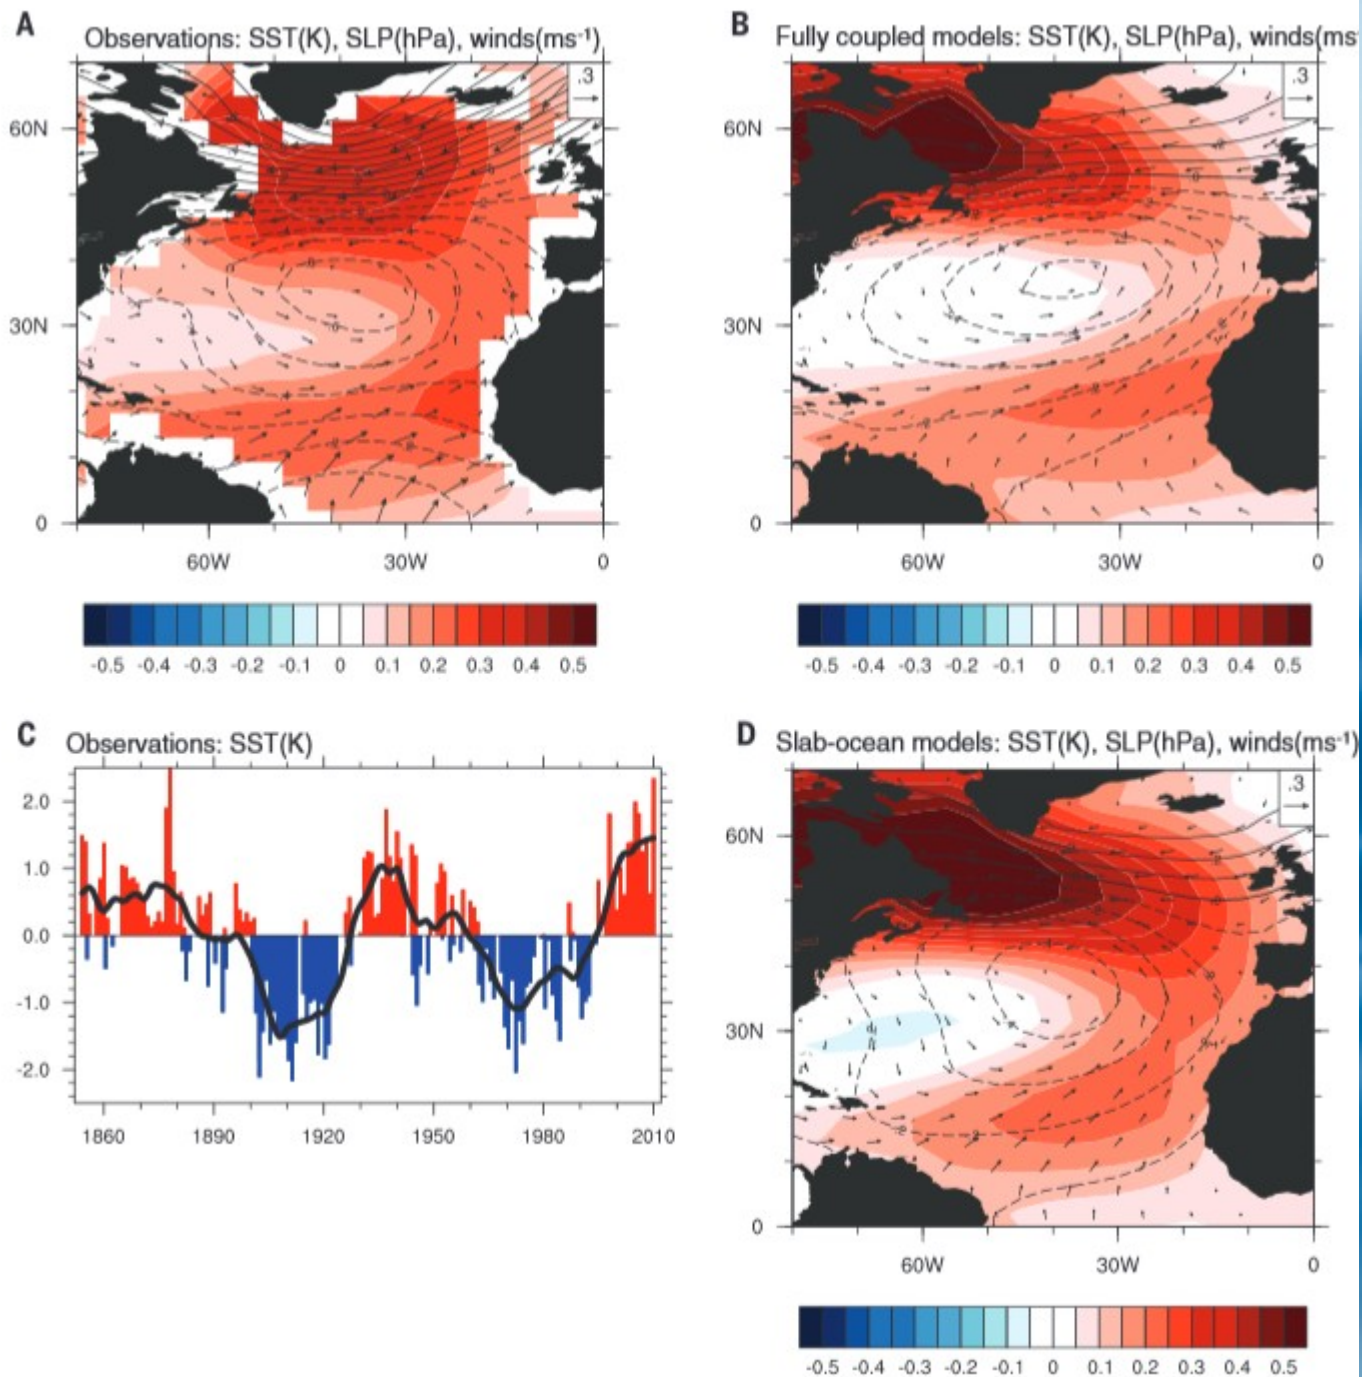 A
Observations: SST(K), SLP(hPa), winds(ms⁻¹)
.3
60N
30N
0
60W 30W 0
-0.5 -0.4 -0.3 -0.2 -0.1 0 0.1 0.2 0.3 0.4 0.5
B
Fully coupled models: SST(K), SLP(hPa), winds(ms
.3
60N
30N
0
60W 30W 0
-0.5 -0.4 -0.3 -0.2 -0.1 0 0.1 0.2 0.3 0.4 0.5
C
Observations: SST(K)
2.0
1.0
0.0
-1.0
-2.0
1860 1890 1920 1950 1980 2010
D
Slab-ocean models: SST(K), SLP(hPa), winds(ms⁻¹)
.3
60N
30N
0
60W 30W 0
-0.5 -0.4 -0.3 -0.2 -0.1 0 0.1 0.2 0.3 0.4 0.5